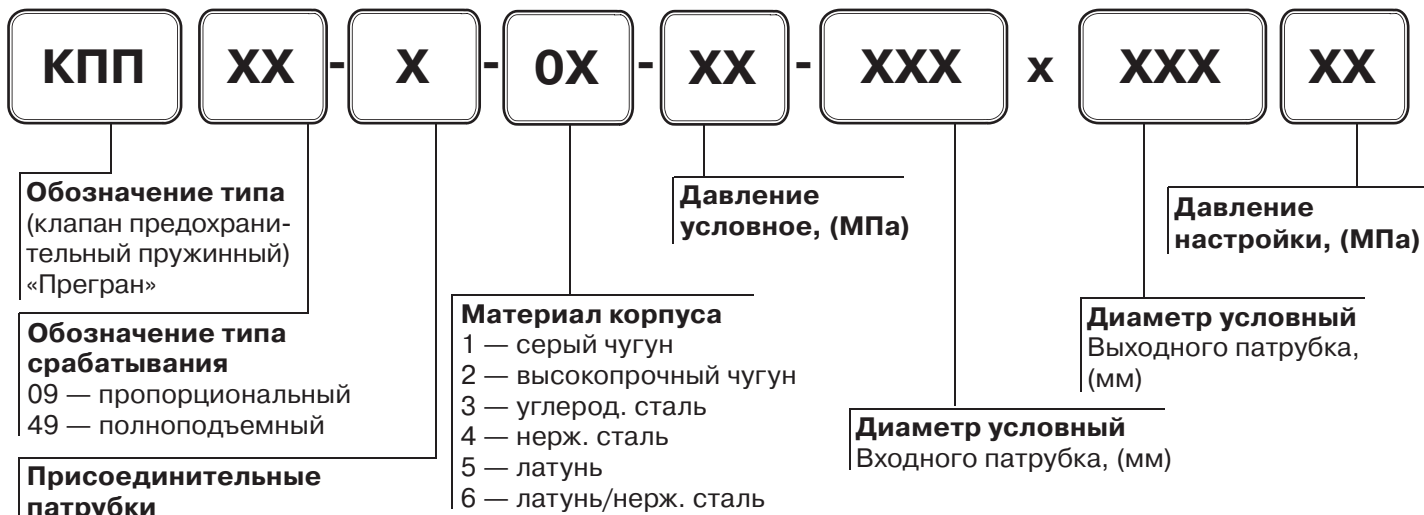 КПП XX - X - 0X - XX - XXX x XXX XX
Обозначение типа
(клапан предохрани-
тельный пружинный)
«Прегран»
Обозначение типа
срабатывания
09 — пропорциональный
49 — полноподъемный
Присоединительные
патрубки
Материал корпуса
1 — серый чугун
2 — высокопрочный чугун
3 — углерод. сталь
4 — нерж. сталь
5 — латунь
6 — латунь/нерж. сталь
Давление
условное, (МПа)
Диаметр условный
Входного патрубка, (мм)
Диаметр условный
Выходного патрубка,
(мм)
Давление
настройки, (МПа)